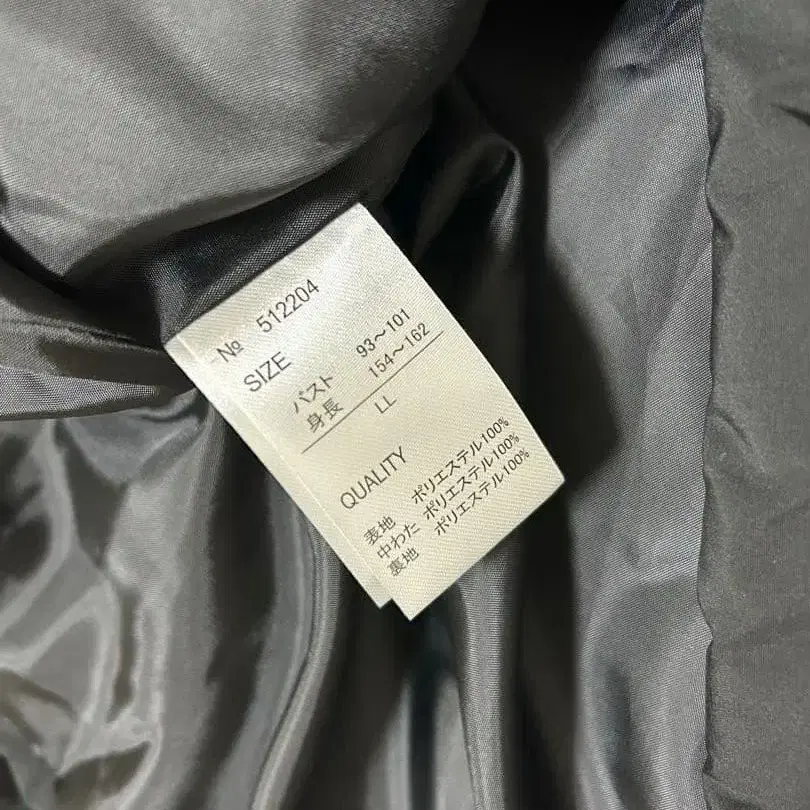 № 512204
SIZE
バスト 93～101
身長 154～162
LL
QUALITY
表地 ポリエステル100%
中わた ポリエステル100%
裏地 ポリエステル100%